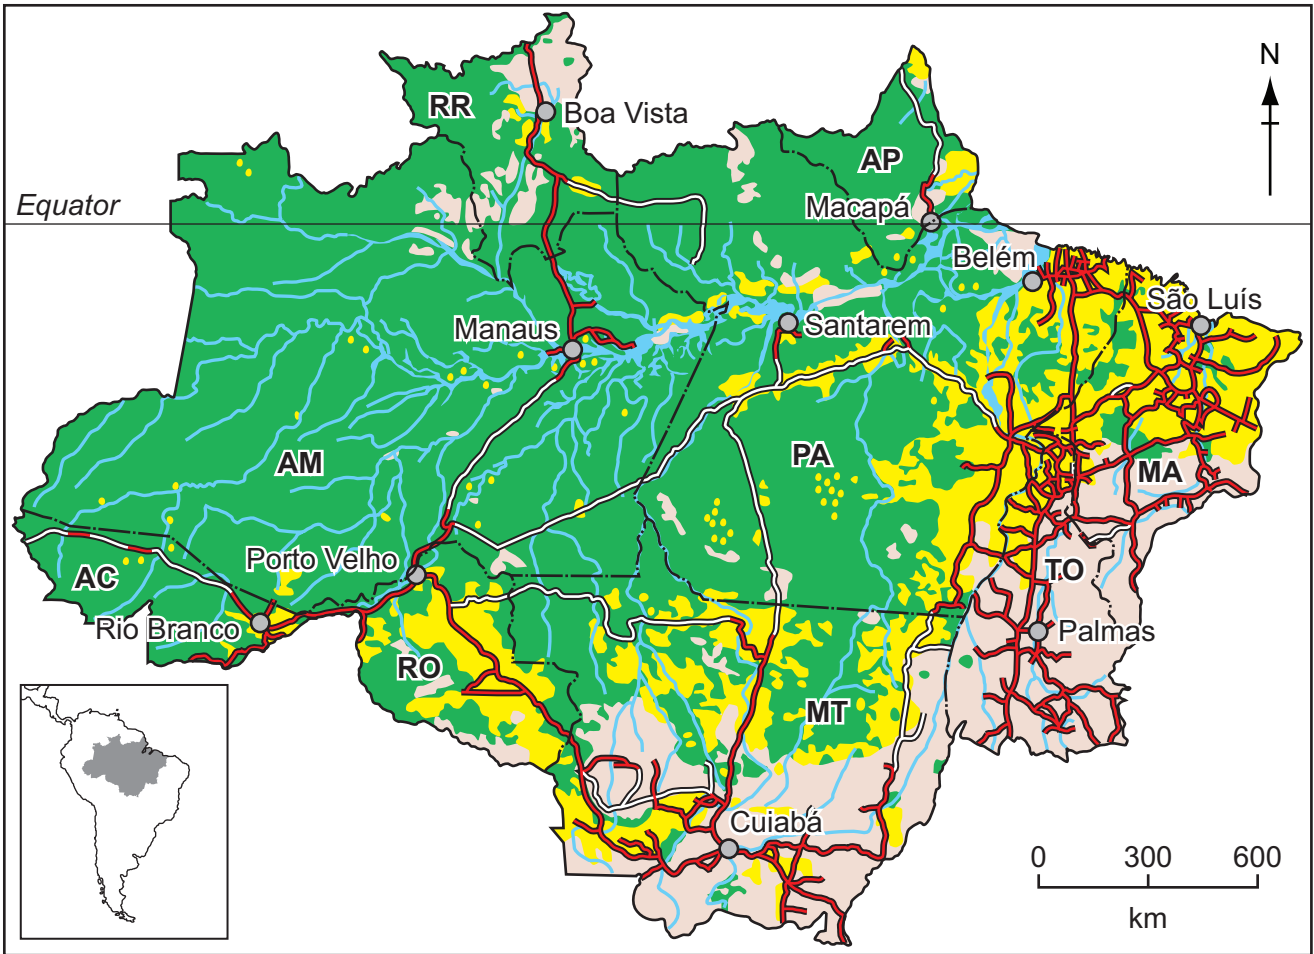 N
RR
Boa Vista
AP
Equator
Macapá
Belém
São Luís
Manaus
Santarem
AM
PA
MA
Porto Velho
AC
TO
Rio Branco
Palmas
RO
MT
Cuiabá
0 300 600
km